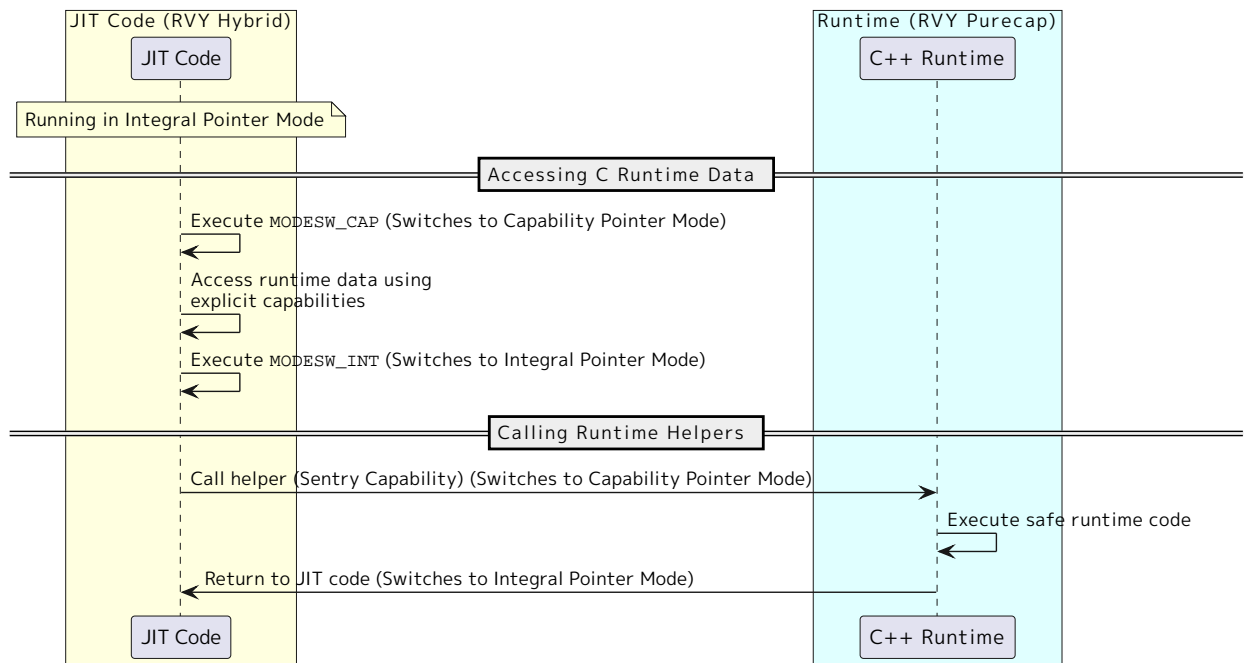 JIT Code (RVY Hybrid)
Runtime (RVY Purecap)
JIT Code
C++ Runtime
Running in Integral Pointer Mode
Accessing C Runtime Data
Execute MODESW_CAP (Switches to Capability Pointer Mode)
Access runtime data using
explicit capabilities
Execute MODESW_INT (Switches to Integral Pointer Mode)
Calling Runtime Helpers
Call helper (Sentry Capability) (Switches to Capability Pointer Mode)
Execute safe runtime code
Return to JIT code (Switches to Integral Pointer Mode)
JIT Code
C++ Runtime